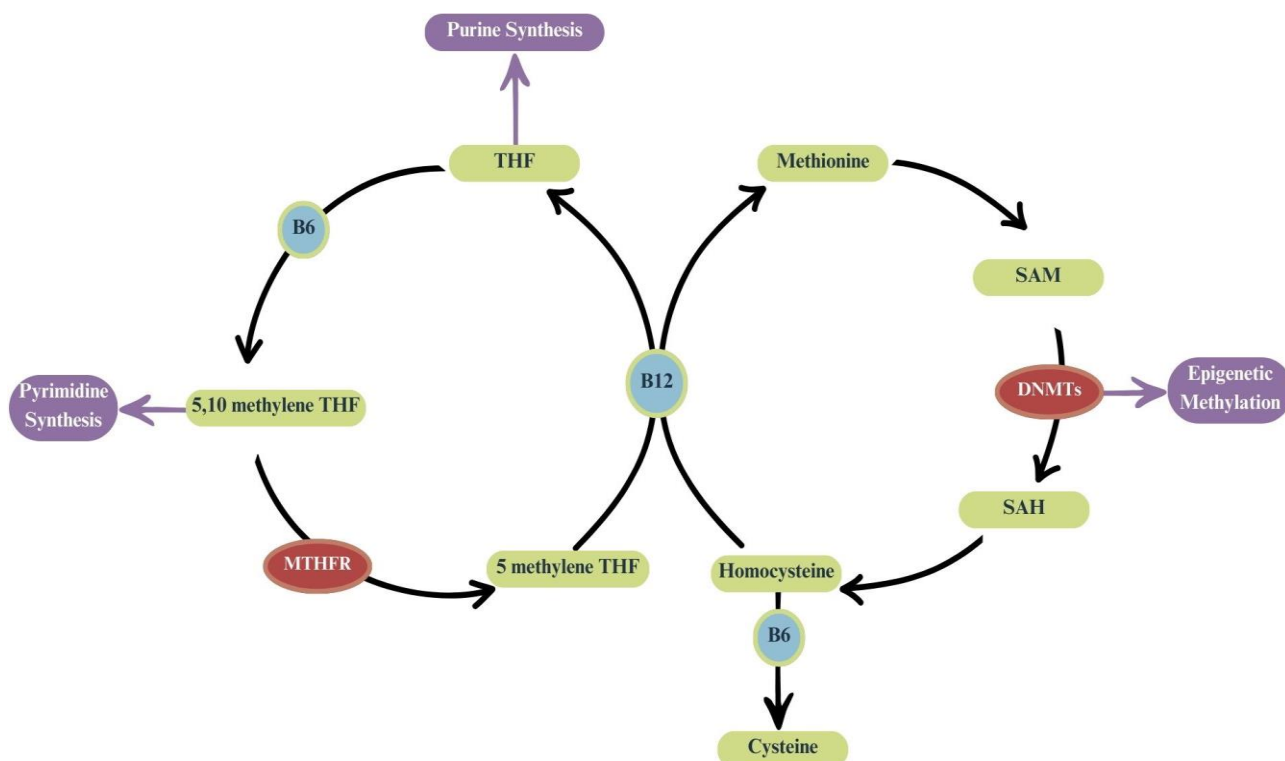 Purine Synthesis
THF
Methionine
B6
SAM
B12
Pyrimidine
Synthesis
5,10 methylene THF
DNMTs
Epigenetic
Methylation
SAH
MTHFR
5 methylene THF
Homocysteine
B6
Cysteine